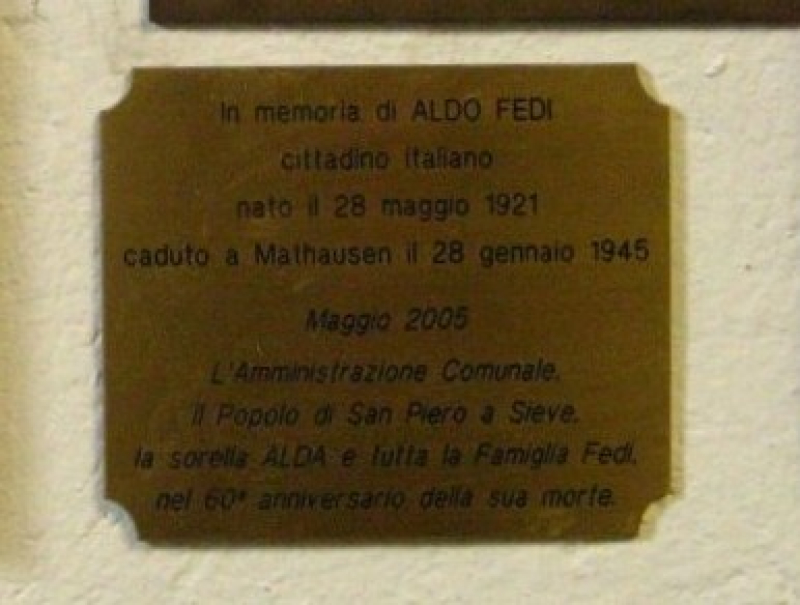 In memoria di ALDO FEDI
cittadino italiano
nato il 28 maggio 1921
caduto a Mathausen il 28 gennaio 1945
Maggio 2005
L'Amministrazione Comunale,
il Popolo di San Piero a Sieve,
la sorella ALDA e tutta la Famiglia Fedi,
nel 60° anniversario della sua morte.